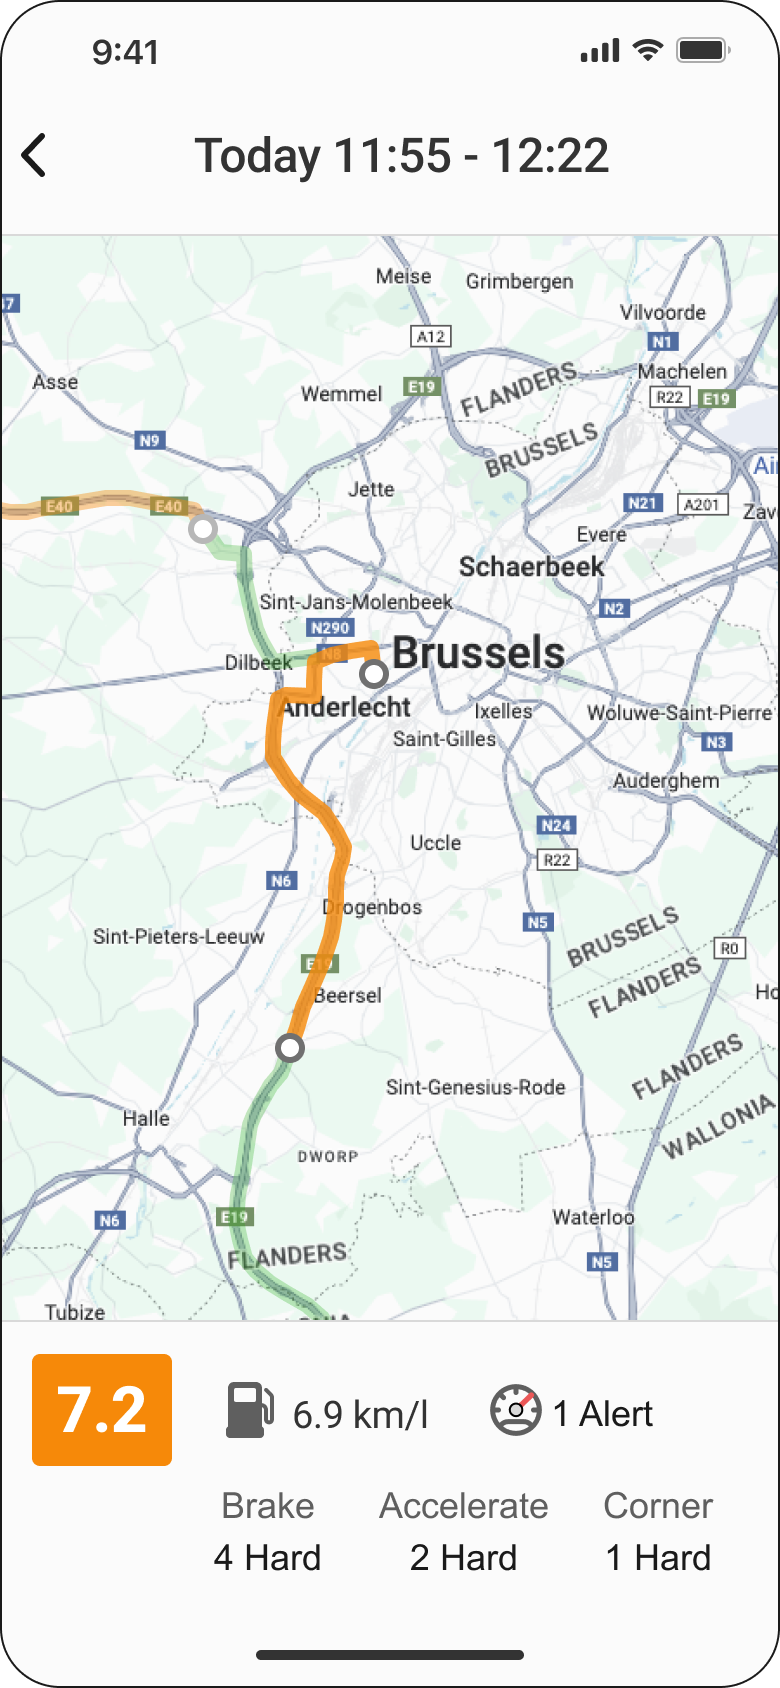 9:41
Today 11:55 - 12:22
Meise
Grimbergen
Vilvoorde
A12
N1
Machelen
Asse
Wemmel
E19
FLANDERS
R22
E19
N9
BRUSSELS
Jette
E40
E40
N21
A201
Evere
Schaerbeek
Sint-Jans-Molenbeek
N2
N290
N8
Brussels
Dilbeek
Anderlecht
Ixelles
Woluwe-Saint-Pierre
Saint-Gilles
N3
Auderghem
N24
Uccle
R22
N6
Drogenbos
N5
BRUSSELS
Sint-Pieters-Leeuw
R0
E19
FLANDERS
Beersel
FLANDERS
Sint-Genesius-Rode
Halle
WALLONIA
DWORP
N6
E19
Waterloo
FLANDERS
N5
Tubize
7.2
6.9 km/l
1 Alert
Brake
Accelerate
Corner
4 Hard
2 Hard
1 Hard